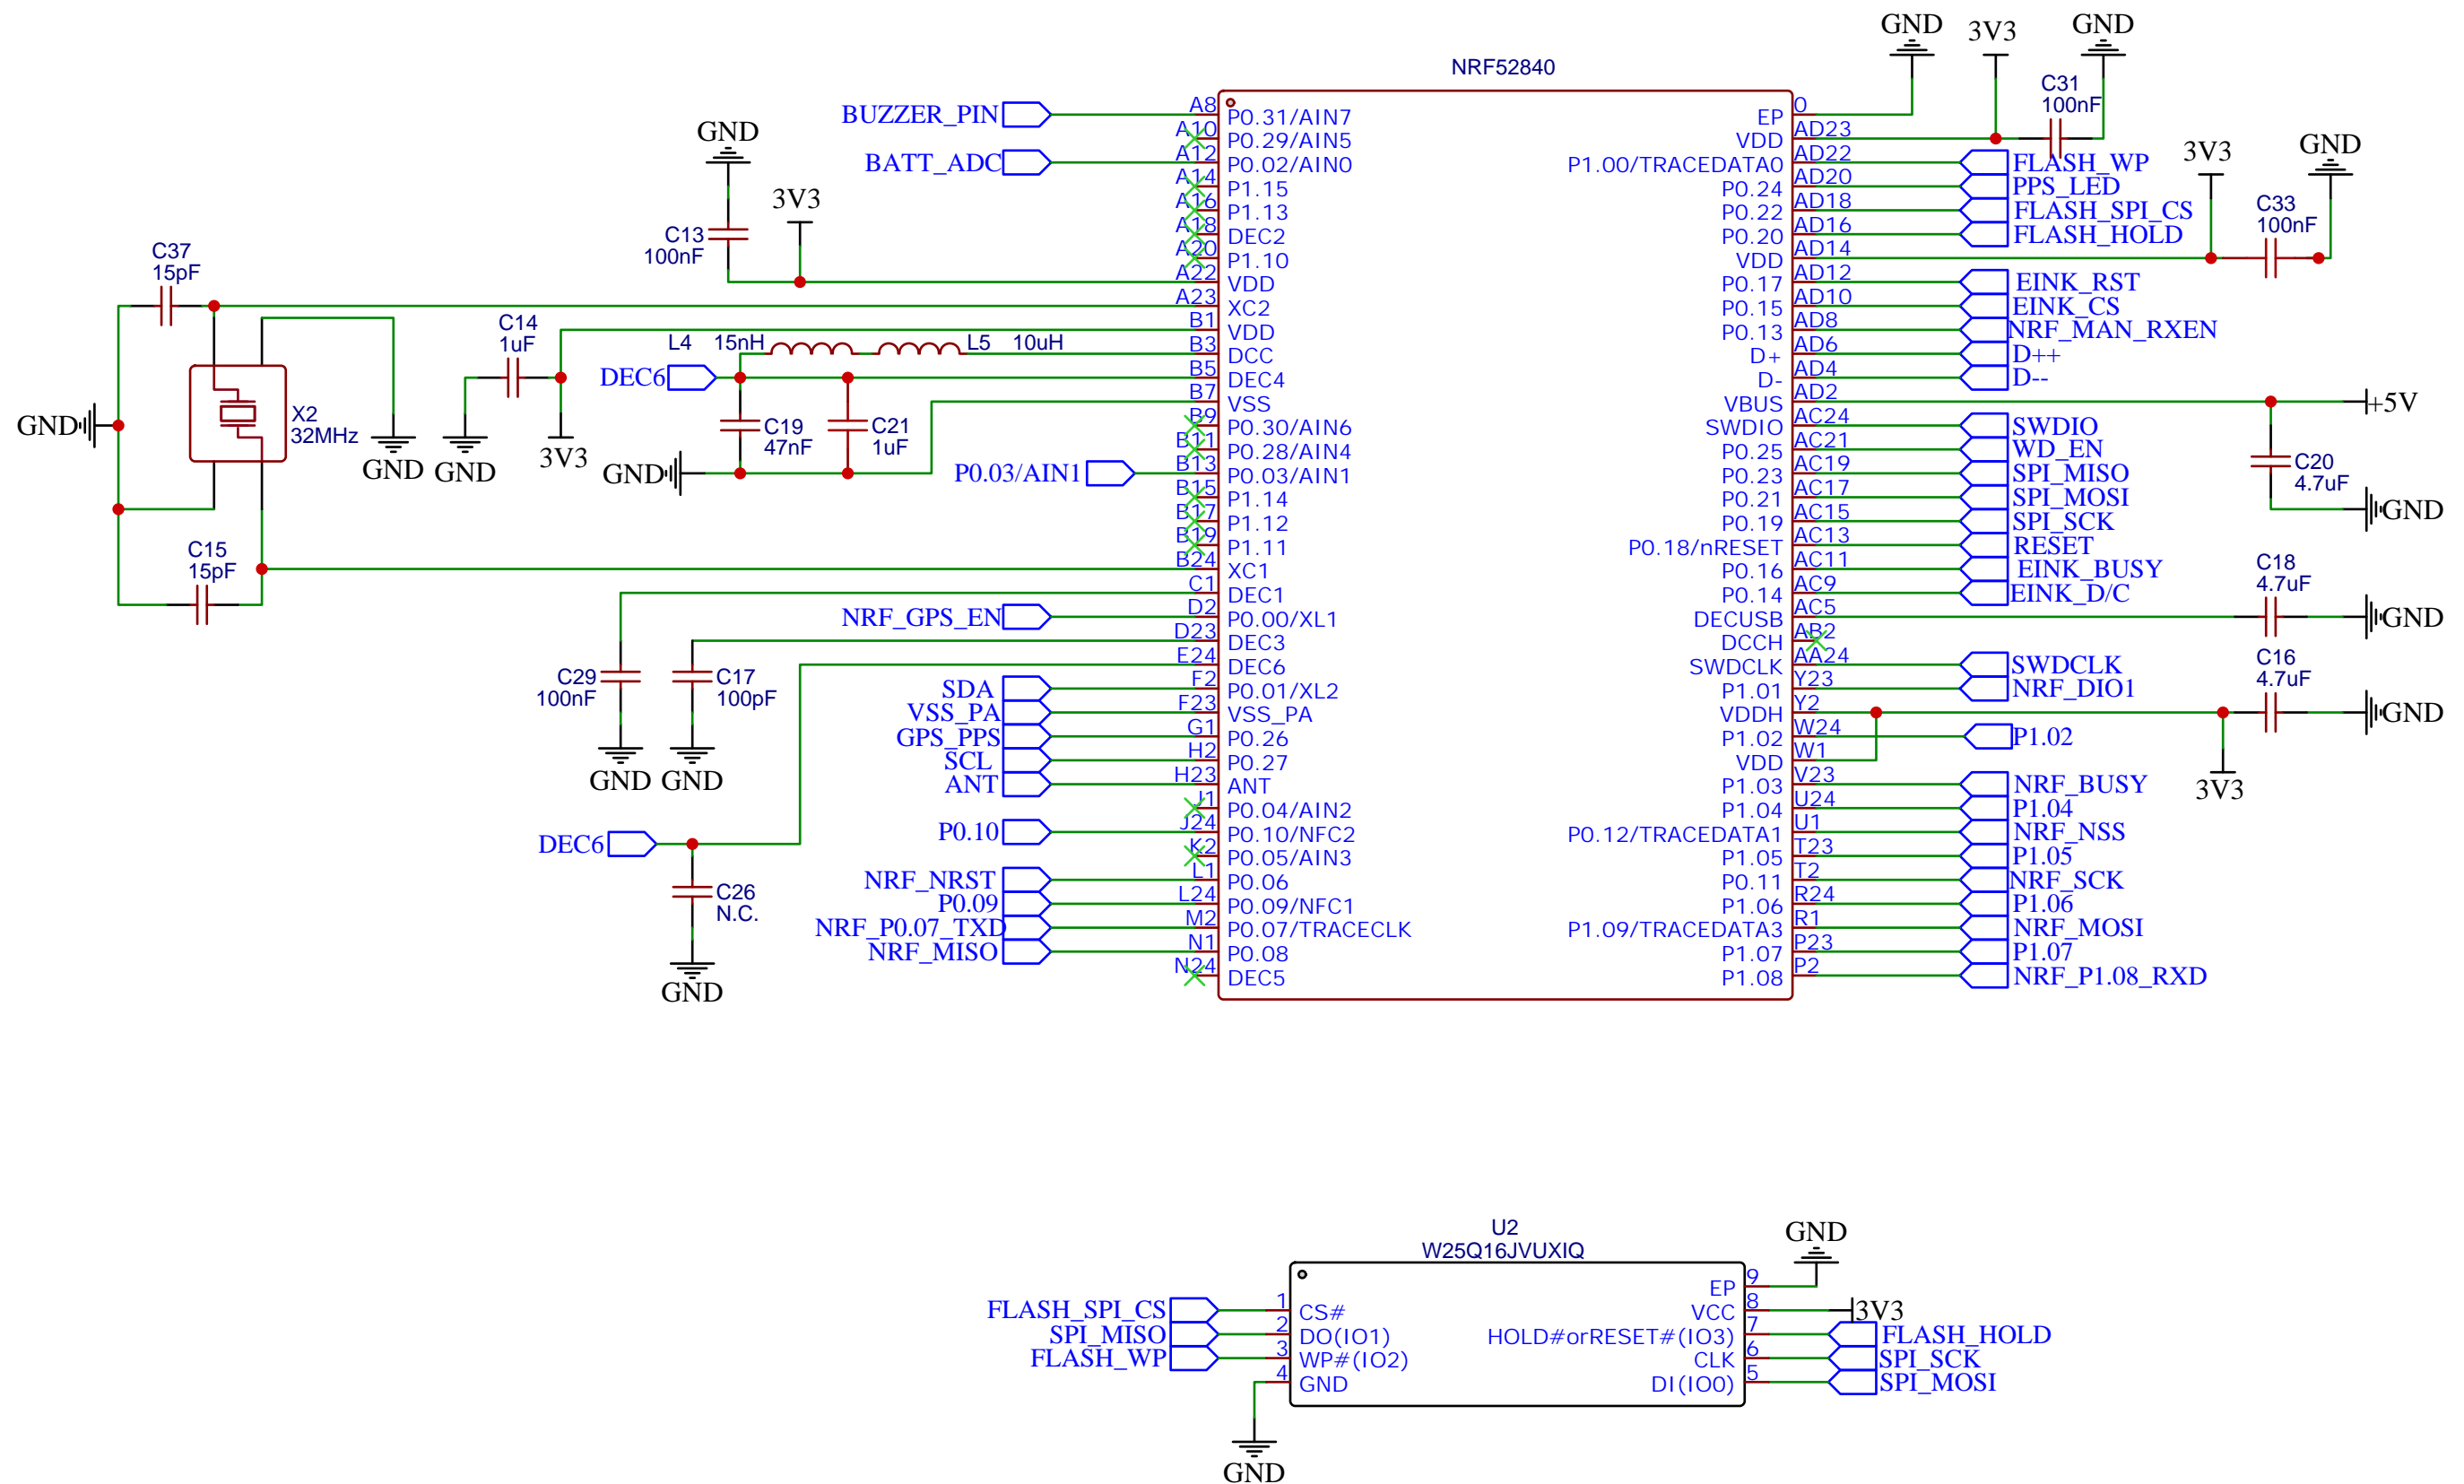 NRF52840
GND
3V3
GND
C31
100nF
BUZZER_PIN
A8
P0.31/AIN7
A10
P0.29/AIN5
BATT_ADC
A12
P0.02/AIN0
A14
P1.15
A16
P1.13
A18
DEC2
A20
P1.10
A22
VDD
A23
XC2
B1
VDD
B3
DCC
B5
DEC4
B7
VSS
B9
P0.30/AIN6
B11
P0.28/AIN4
P0.03/AIN1
B13
P0.03/AIN1
B15
P1.14
B17
P1.12
B19
P1.11
B24
XC1
C1
DEC1
NRF_GPS_EN
D2
P0.00/XL1
D23
DEC3
E24
DEC6
SDA
F2
P0.01/XL2
VSS_PA
F23
VSS_PA
GPS_PPS
G1
P0.26
SCL
H2
P0.27
ANT
H23
ANT
J1
P0.04/AIN2
P0.10
J24
P0.10/NFC2
K2
P0.05/AIN3
NRF_NRST
L1
P0.06
P0.09
L24
P0.09/NFC1
NRF_P0.07_TXD
M2
P0.07/TRACECLK
NRF_MISO
N1
P0.08
N24
DEC5
GND
C13
100nF
3V3
C37
15pF
GND
X2
32MHz
GND
C15
15pF
C14
1uF
GND
3V3
L4
15nH
L5
10uH
DEC6
C19
47nF
C21
1uF
GND
C29
100nF
GND
C17
100pF
GND
DEC6
C26
N.C.
GND
EP
0
VDD
AD23
P1.00/TRACEDATA0
AD22
FLASH_WP
P0.24
AD20
PPS_LED
P0.22
AD18
FLASH_SPI_CS
P0.20
AD16
FLASH_HOLD
VDD
AD14
3V3
GND
C33
100nF
P0.17
AD12
EINK_RST
P0.15
AD10
EINK_CS
P0.13
AD8
NRF_MAN_RXEN
D+
AD6
D++
D-
AD4
D--
VBUS
AD2
+5V
SWDIO
AC24
SWDIO
P0.25
AC21
WD_EN
P0.23
AC19
SPI_MISO
P0.21
AC17
SPI_MOSI
P0.19
AC15
SPI_SCK
P0.18/nRESET
AC13
RESET
P0.16
AC11
EINK_BUSY
P0.14
AC9
EINK_D/C
DECUSB
AC5
DCCH
AB2
SWDCLK
AA24
SWDCLK
P1.01
Y23
NRF_DIO1
VDDH
Y2
P1.02
W24
P1.02
VDD
W1
P1.03
V23
NRF_BUSY
P1.04
U24
P1.04
P0.12/TRACEDATA1
U1
NRF_NSS
P1.05
T23
P1.05
P0.11
T2
NRF_SCK
P1.06
R24
P1.06
P1.09/TRACEDATA3
R1
NRF_MOSI
P1.07
P23
P1.07
P1.08
P2
NRF_P1.08_RXD
C20
4.7uF
GND
C18
4.7uF
GND
C16
4.7uF
GND
3V3
U2
W25Q16JVUXIQ
FLASH_SPI_CS
1
CS#
SPI_MISO
2
DO(IO1)
FLASH_WP
3
WP#(IO2)
4
GND
GND
GND
EP
9
VCC
8
3V3
HOLD#orRESET#(IO3)
7
FLASH_HOLD
CLK
6
SPI_SCK
DI(IO0)
5
SPI_MOSI